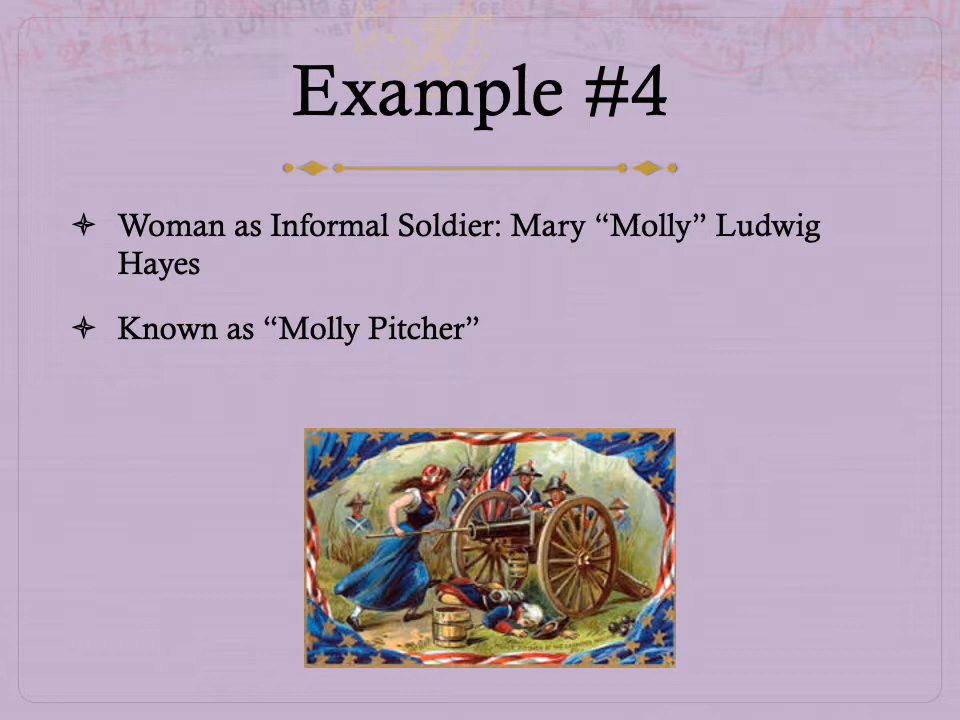 Example #4
Woman as Informal Soldier: Mary “Molly” Ludwig
Hayes
Known as “Molly Pitcher”